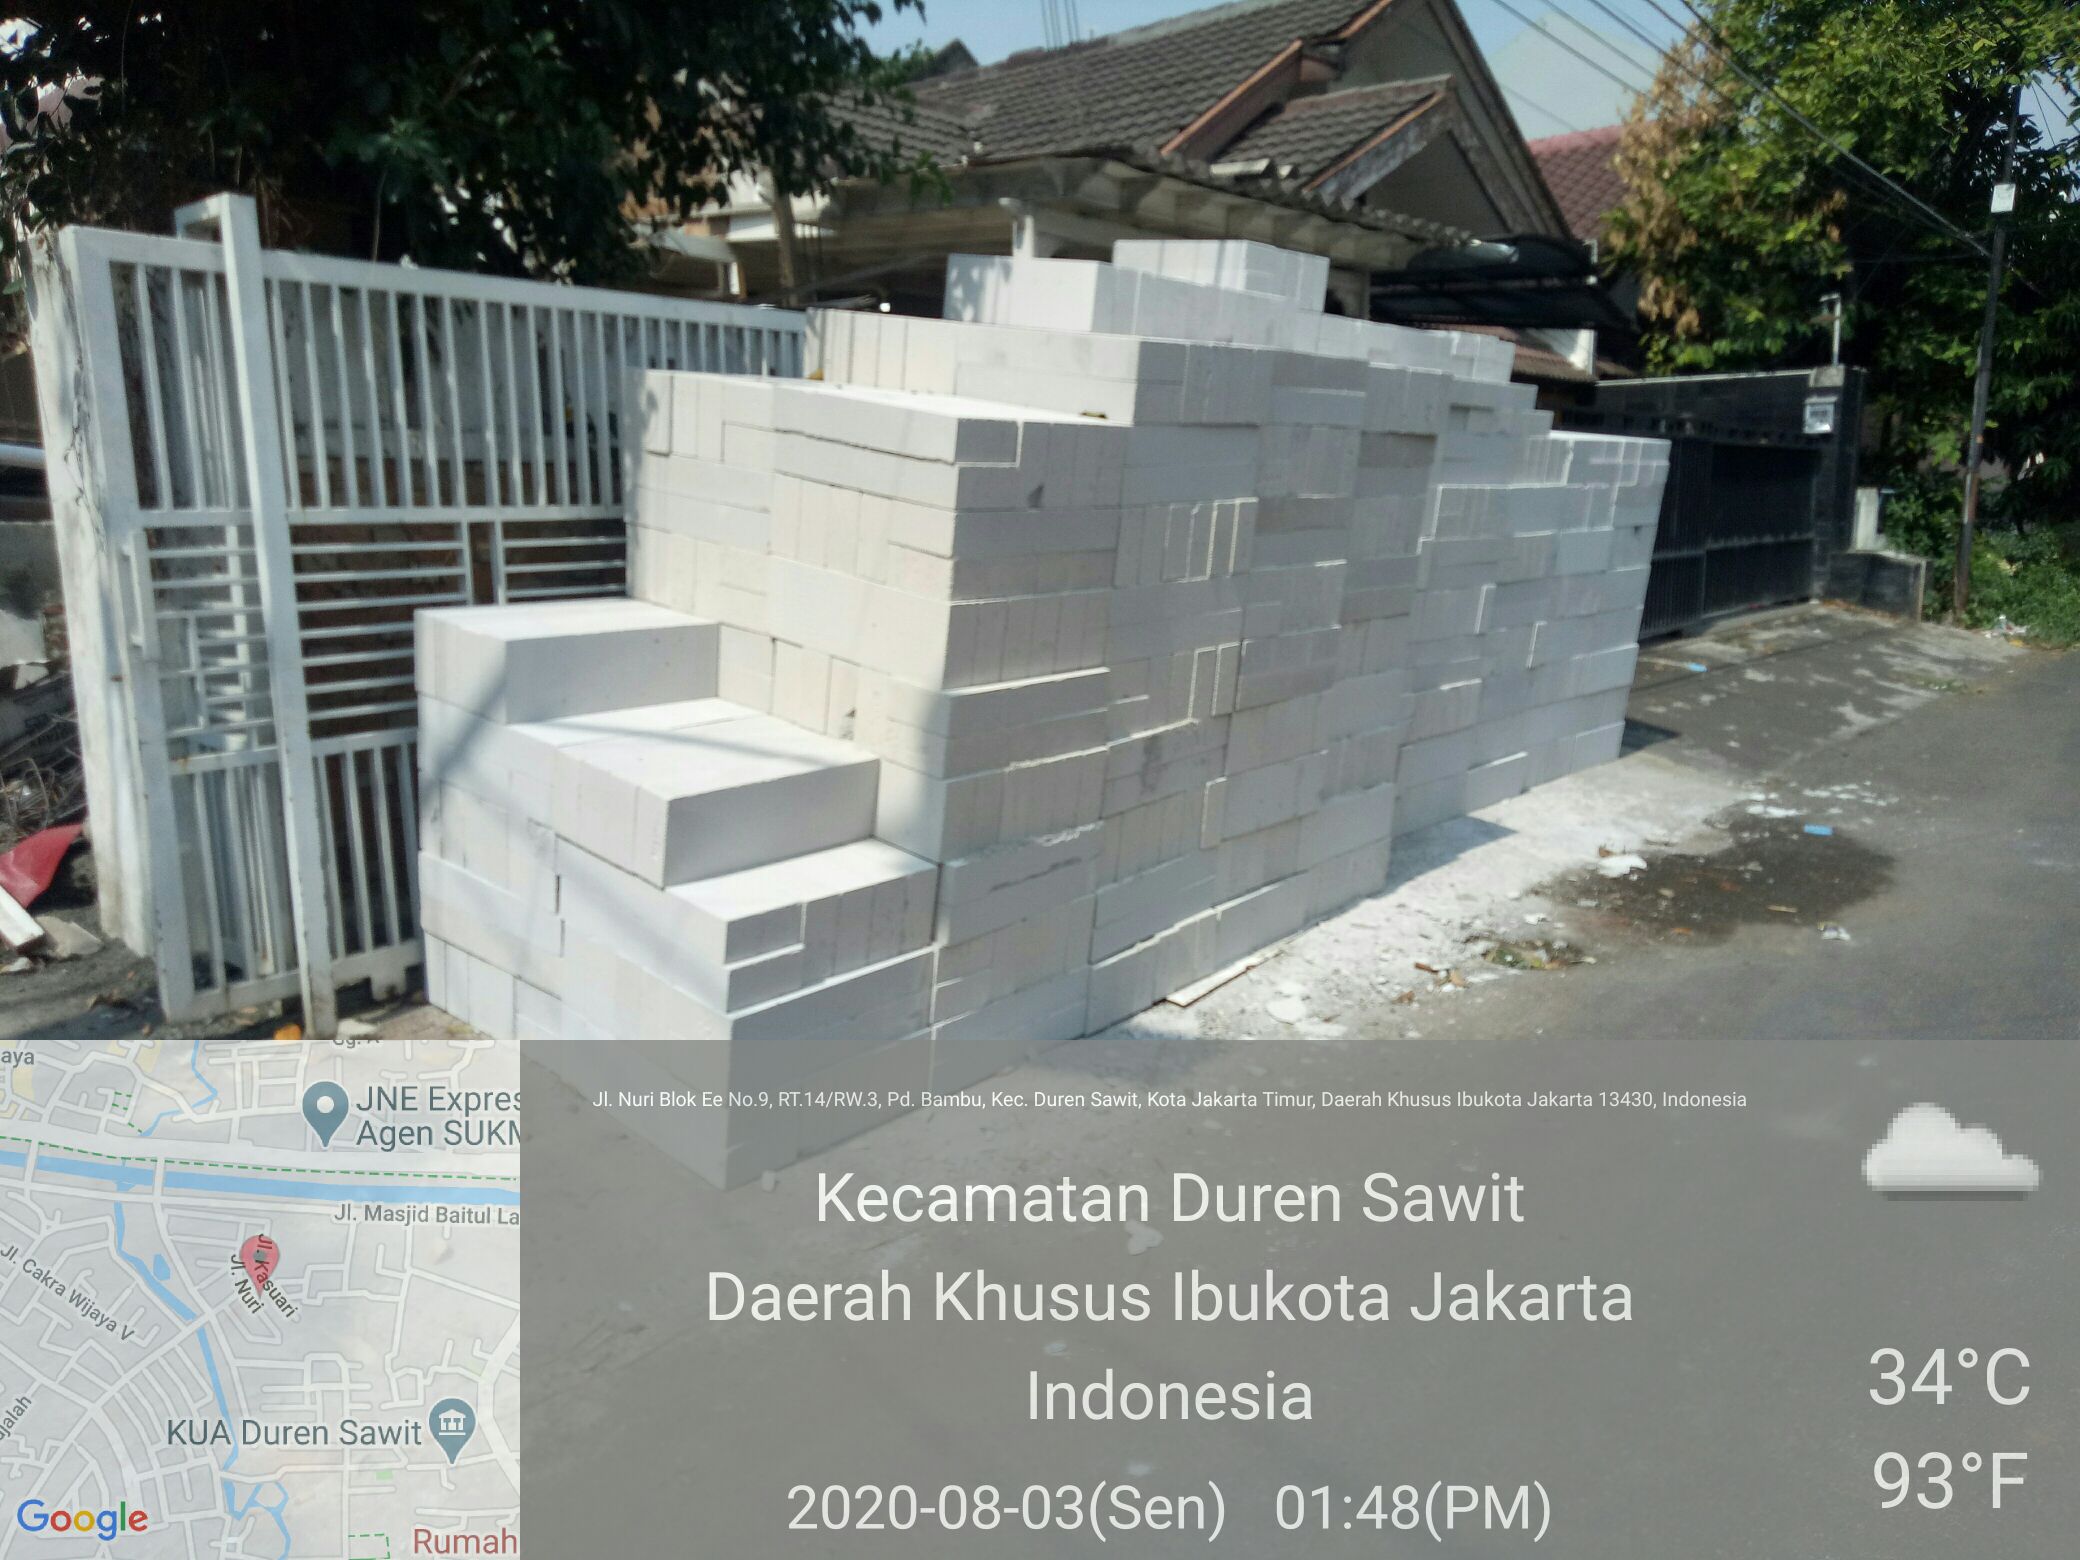 Jl. Nuri Blok Ee No.9, RT.14/RW.3, Pd. Bambu, Kec. Duren Sawit, Kota Jakarta Timur, Daerah Khusus Ibukota Jakarta 13430, Indonesia
Kecamatan Duren Sawit
Daerah Khusus Ibukota Jakarta
Indonesia
2020-08-03(Sen) 01:48(PM)
34°C
93°F
aya
JNE Expres
Agen SUKM
Jl. Masjid Baitul La
Jl. Kasuari
Jl. Nuri
Jl. Cakra Wijaya V
KUA Duren Sawit
Google
Rumah